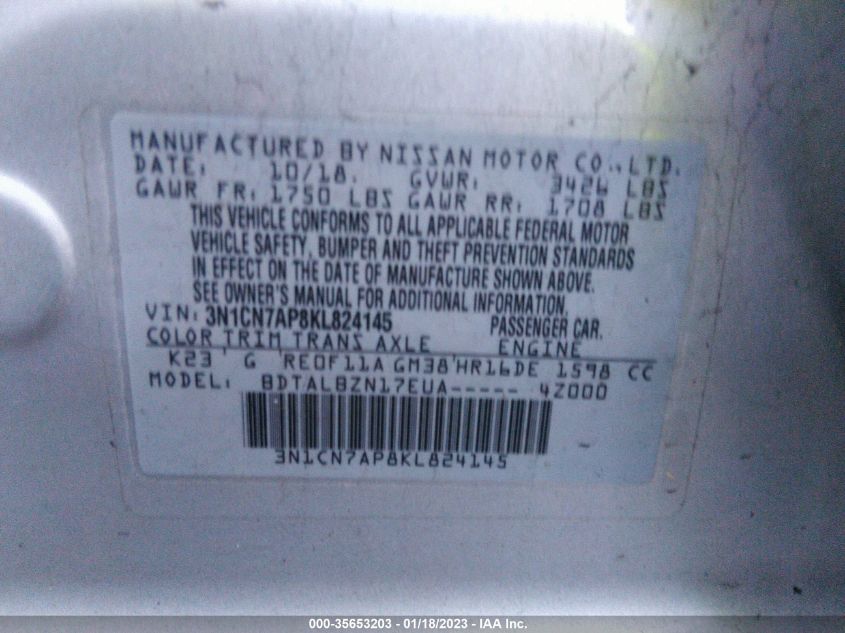 MANUFACTURED BY NISSAN MOTOR CO., LTD.
DATE: 10/18. GVWR: 3426 LBS
GAWR FR: 1750 LBS GAWR RR: 1708 LBS
THIS VEHICLE CONFORMS TO ALL APPLICABLE FEDERAL MOTOR
VEHICLE SAFETY, BUMPER AND THEFT PREVENTION STANDARDS
IN EFFECT ON THE DATE OF MANUFACTURE SHOWN ABOVE.
SEE OWNER'S MANUAL FOR ADDITIONAL INFORMATION.
VIN: 3N1CN7AP8KL824145 PASSENGER CAR.
COLOR TRIM TRANS AXLE ENGINE
K23 G RE0F11A GM38 HR16DE 1598 CC
MODEL: BDTALBZN17EUA----- 4Z000
3N1CN7AP8KL824145
000-35653203 - 01/18/2023 - IAA Inc.